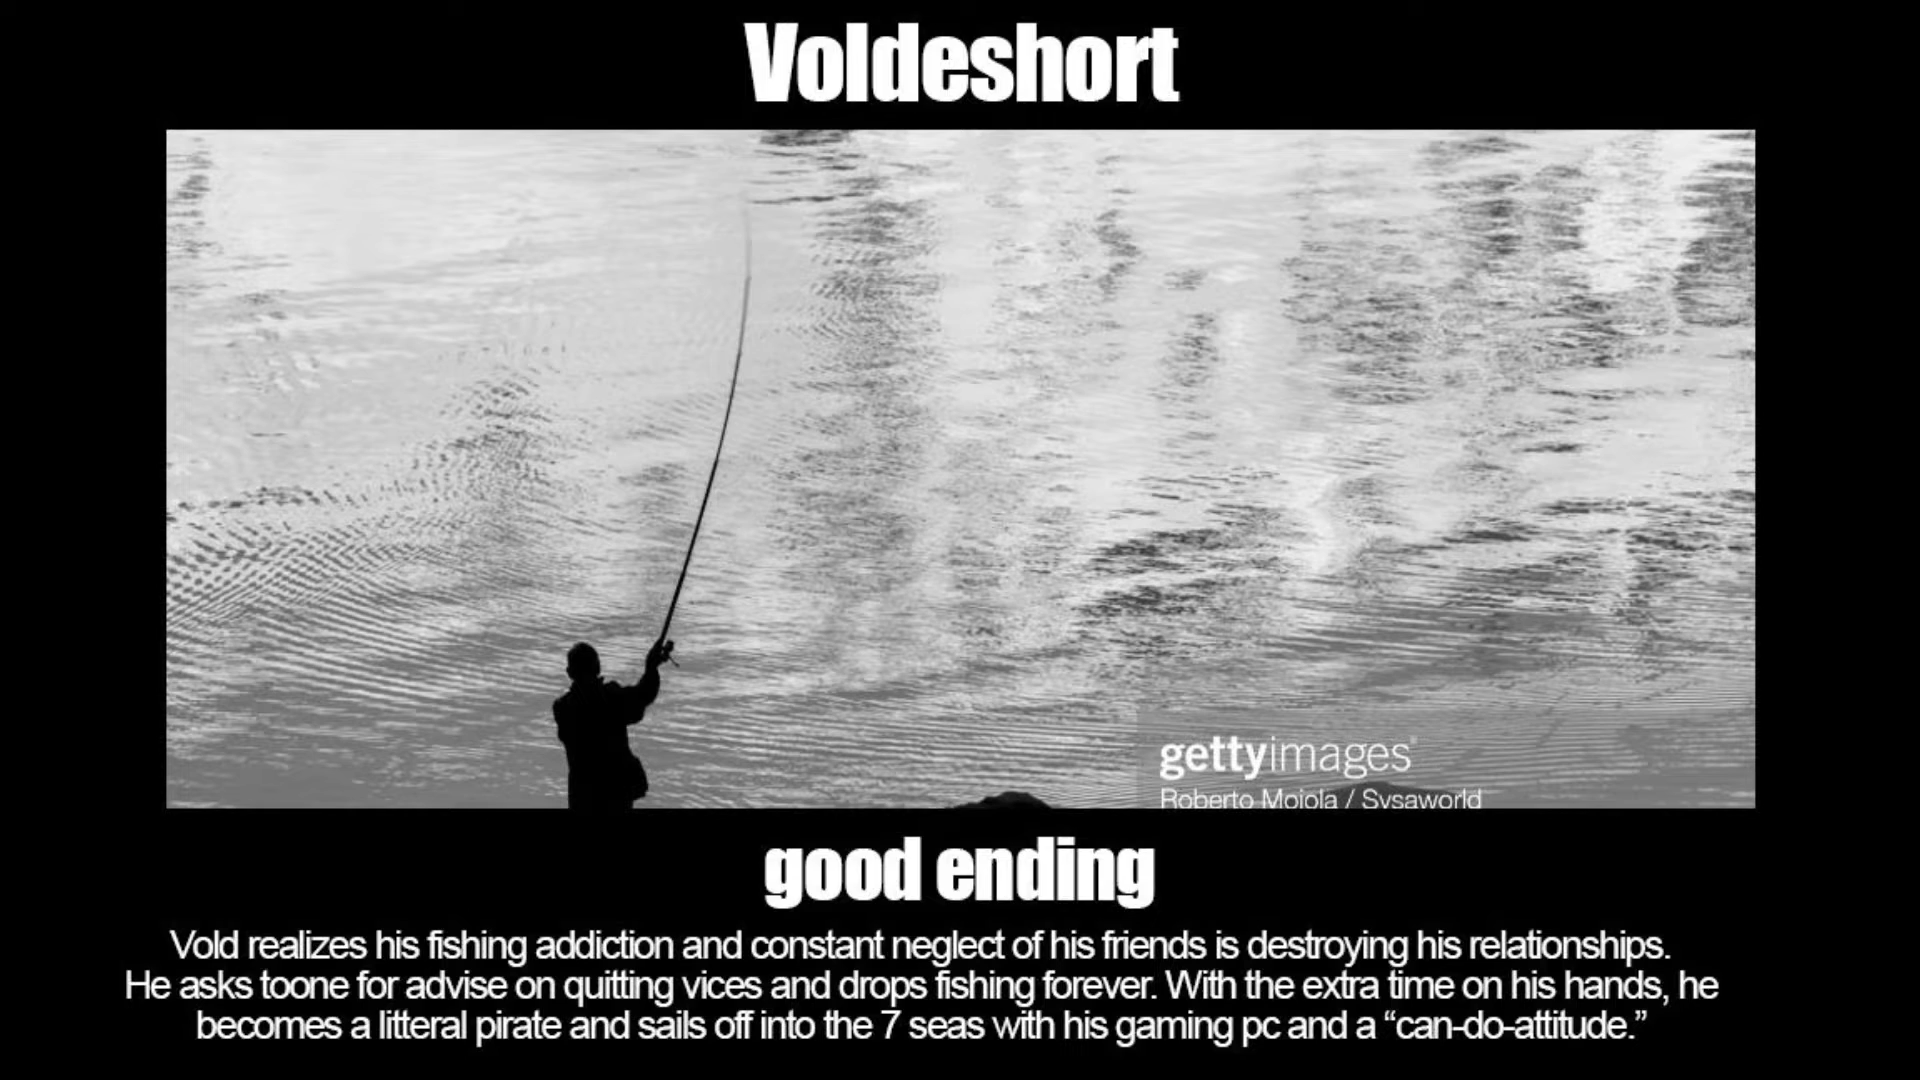 Voldeshort
gettyimages
Roberto Moiola / Sysaworld
good ending
Vold realizes his fishing addiction and constant neglect of his friends is destroying his relationships.
He asks toone for advise on quitting vices and drops fishing forever. With the extra time on his hands, he
becomes a litteral pirate and sails off into the 7 seas with his gaming pc and a “can-do-attitude.”